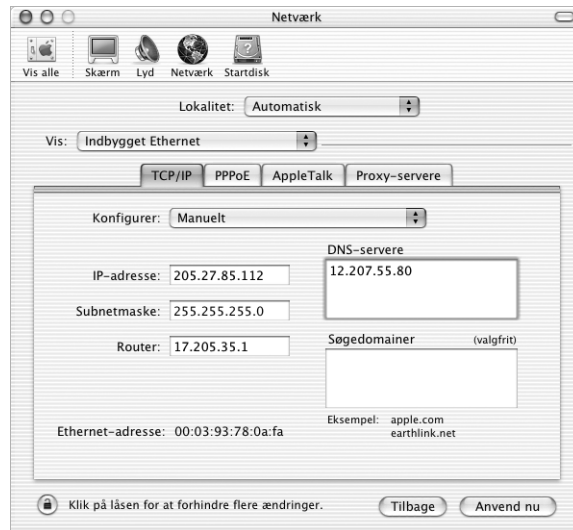 Netværk
Vis alle Skærm Lyd Netværk Startdisk
Lokalitet: Automatisk
Vis: Indbygget Ethernet
TCP/IP PPPoE AppleTalk Proxy-servere
Konfigurer: Manuelt
DNS-servere
IP-adresse: 205.27.85.112
12.207.55.80
Subnetmaske: 255.255.255.0
Router: 17.205.35.1
Søgedomainer (valgfrit)
Ethernet-adresse: 00:03:93:78:0a:fa
Eksempel: apple.com
earthlink.net
Klik på låsen for at forhindre flere ændringer.
Tilbage Anvend nu